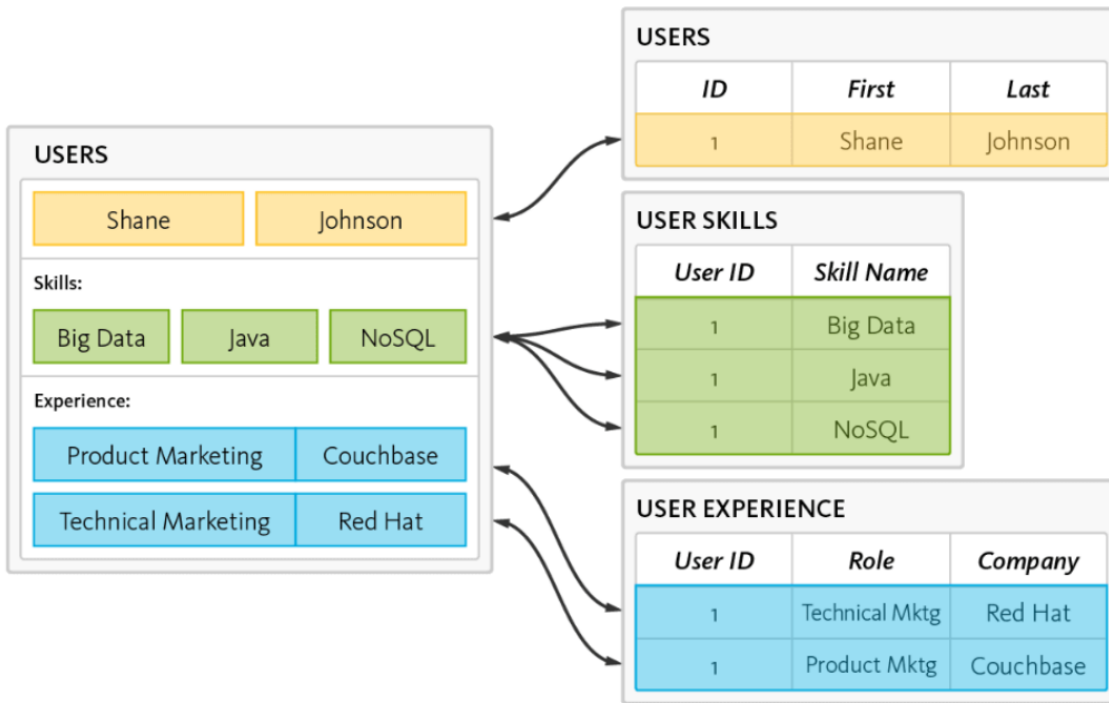 USERS
Shane Johnson
Skills:
Big Data Java NoSQL
Experience:
Product Marketing Couchbase
Technical Marketing Red Hat
USERS
ID First Last
1 Shane Johnson
USER SKILLS
User ID Skill Name
1 Big Data
1 Java
1 NoSQL
USER EXPERIENCE
User ID Role Company
1 Technical Mktg Red Hat
1 Product Mktg Couchbase